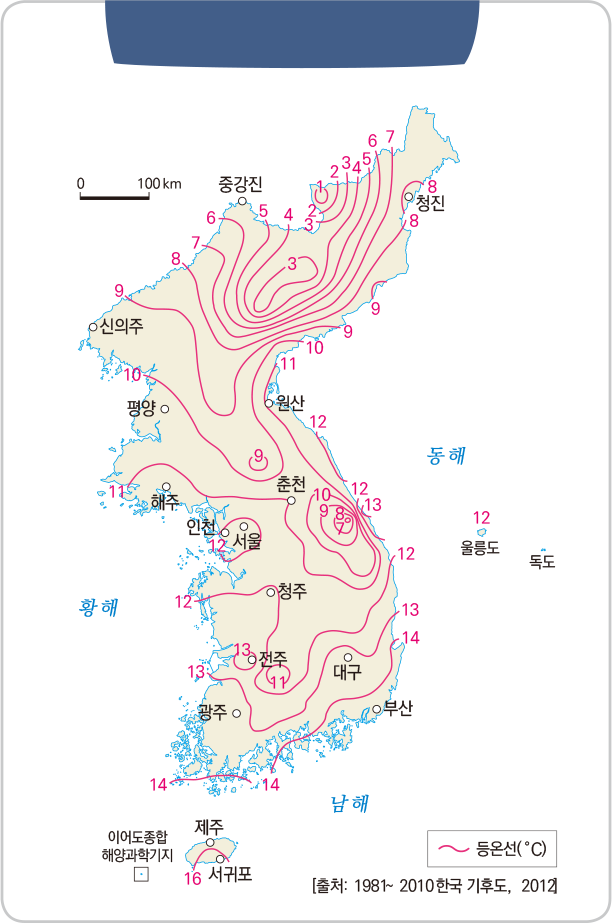 6
7
5
3
2
4
1
8
0
100 km
중강진
청진
2
3
6
5
4
8
7
3
8
9
9
신의주
9
10
11
10
원산
평양
12
동해
9
춘천
12
11
해주
10
13
9
8
7
12
인천
서울
12
울릉도
독도
12
황해
12
청주
13
14
13
전주
13
대구
11
광주
부산
14
14
남해
이어도종합
해양과학기지
제주
등온선(℃)
16
서귀포
[출처: 1981~ 2010 한국 기후도, 2012]